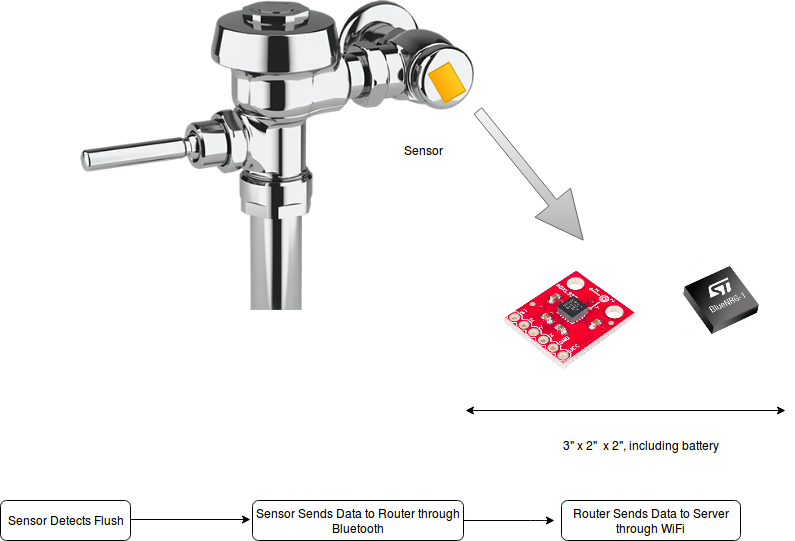 Sensor
ST
BlueNRG-1
3" x 2" x 2", including battery
Sensor Detects Flush
Sensor Sends Data to Router through
Bluetooth
Router Sends Data to Server
through WiFi